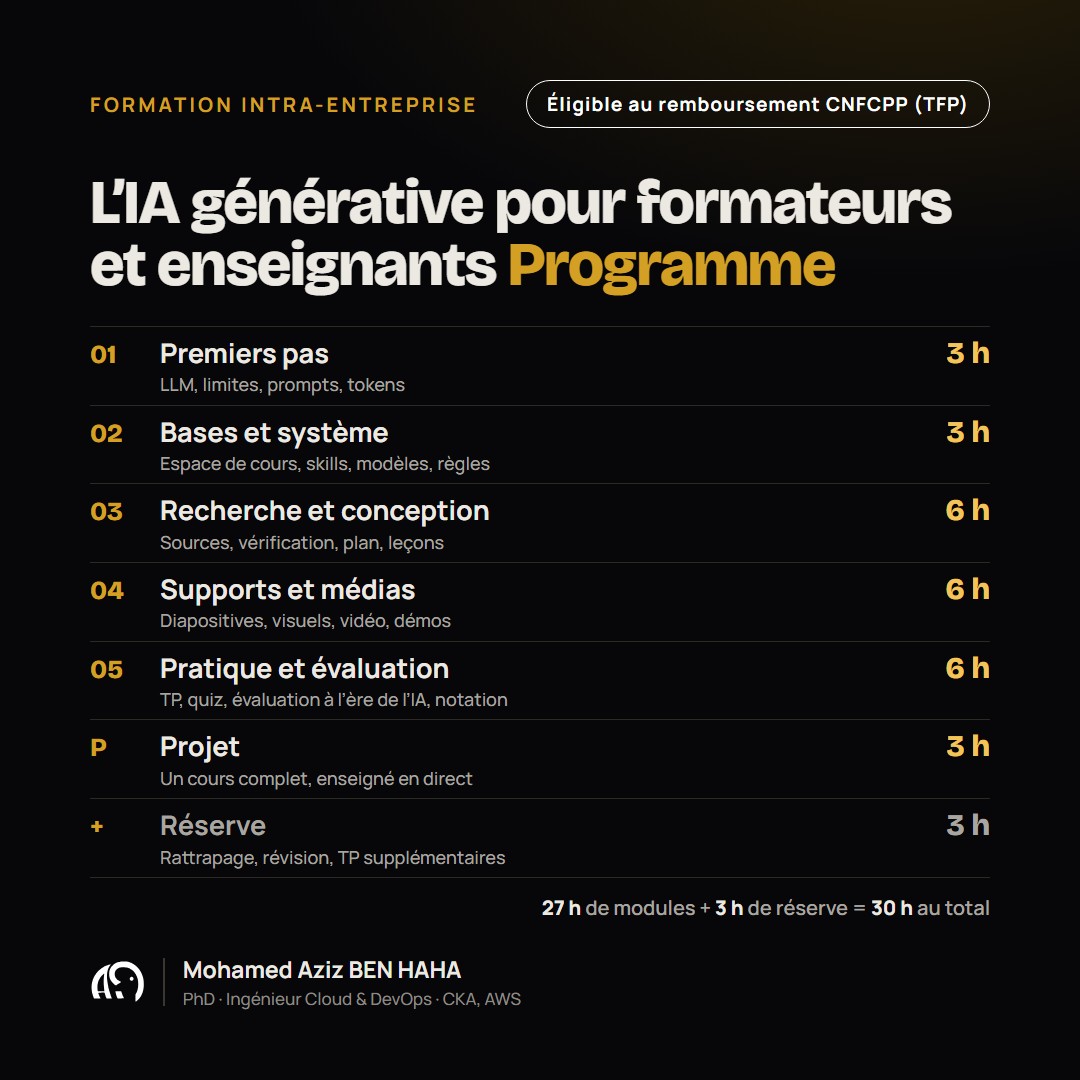 FORMATION INTRA-ENTREPRISE
Éligible au remboursement CNFCPP (TFP)
L’IA générative pour formateurs
et enseignants Programme
01 Premiers pas 3 h
LLM, limites, prompts, tokens
02 Bases et système 3 h
Espace de cours, skills, modèles, règles
03 Recherche et conception 6 h
Sources, vérification, plan, leçons
04 Supports et médias 6 h
Diapositives, visuels, vidéo, démos
05 Pratique et évaluation 6 h
TP, quiz, évaluation à l’ère de l’IA, notation
P Projet 3 h
Un cours complet, enseigné en direct
+ Réserve 3 h
Rattrapage, révision, TP supplémentaires
27 h de modules + 3 h de réserve = 30 h au total
Mohamed Aziz BEN HAHA
PhD · Ingénieur Cloud & DevOps · CKA, AWS